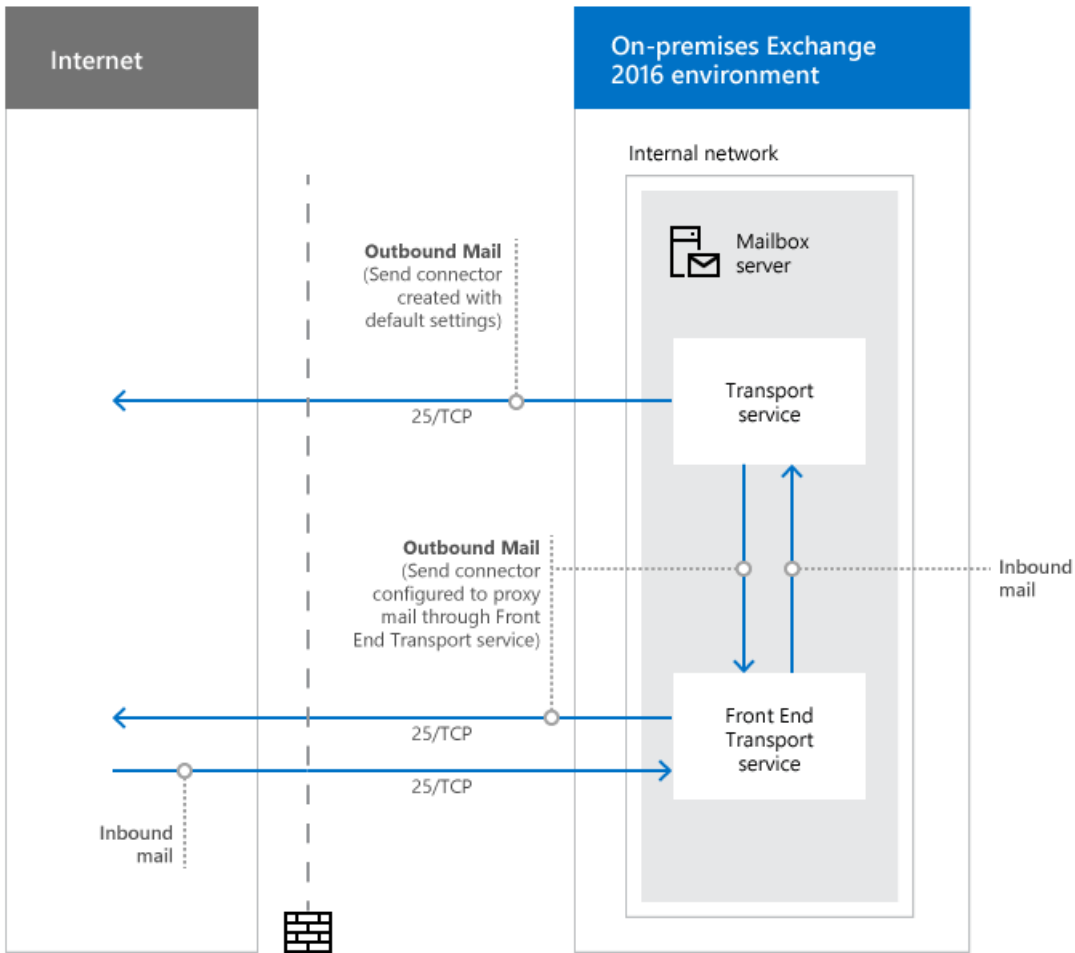 Internet
On-premises Exchange
2016 environment
Internal network
Mailbox
server
Outbound Mail
(Send connector
created with
default settings)
Transport
service
25/TCP
Outbound Mail
(Send connector
configured to proxy
mail through Front
End Transport service)
Inbound
mail
Front End
Transport
service
25/TCP
25/TCP
Inbound
mail